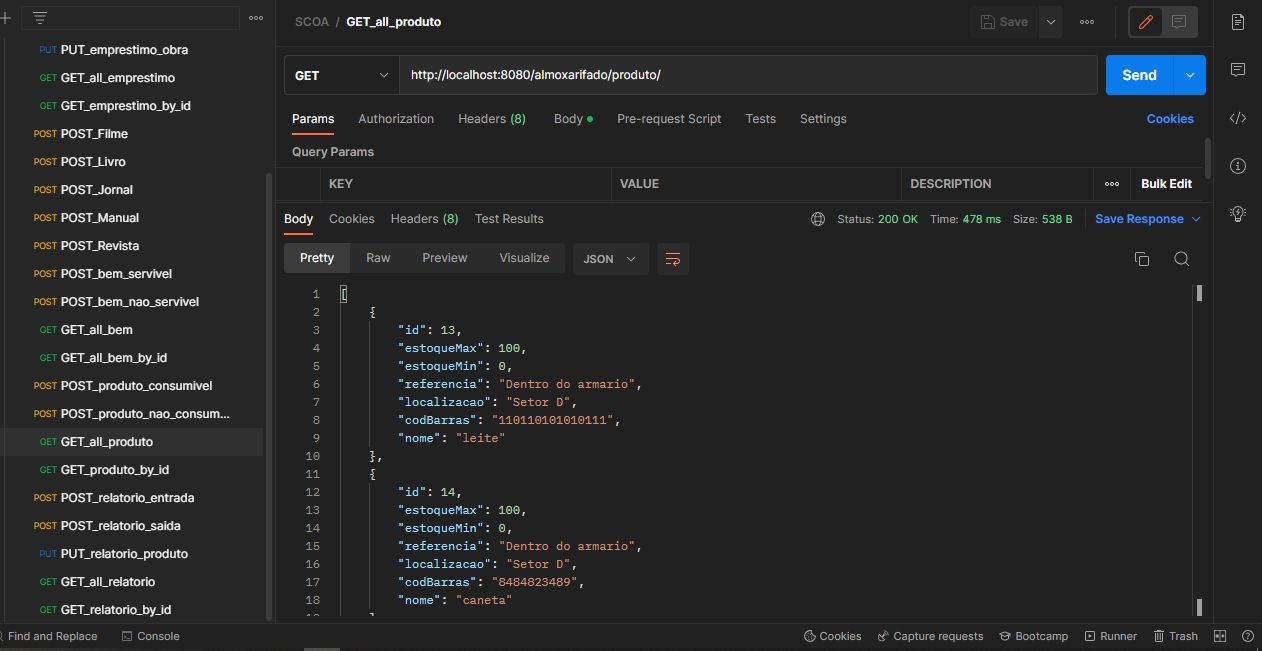 SCOA / GET_all_produto
Save
PUT PUT_emprestimo_obra
GET GET_all_emprestimo
GET GET_emprestimo_by_id
POST POST_Filme
POST POST_Livro
POST POST_Jornal
POST POST_Manual
POST POST_Revista
POST POST_bem_servivel
POST POST_bem_nao_servivel
GET GET_all_bem
GET GET_all_bem_by_id
POST POST_produto_consumivel
POST POST_produto_nao_consum...
GET GET_all_produto
GET GET_produto_by_id
POST POST_relatorio_entrada
POST POST_relatorio_saida
PUT PUT_relatorio_produto
GET GET_all_relatorio
GET GET_relatorio_by_id
GET http://localhost:8080/almoxarifado/produto/ Send
Params Authorization Headers (8) Body Pre-request Script Tests Settings Cookies
Query Params
KEY VALUE DESCRIPTION Bulk Edit
Body Cookies Headers (8) Test Results Status: 200 OK Time: 478 ms Size: 538 B Save Response
Pretty Raw Preview Visualize JSON
1 [
2 {
3 "id": 13,
4 "estoqueMax": 100,
5 "estoqueMin": 0,
6 "referencia": "Dentro do armario",
7 "localizacao": "Setor D",
8 "codBarras": "110110101010111",
9 "nome": "leite"
10 },
11 {
12 "id": 14,
13 "estoqueMax": 100,
14 "estoqueMin": 0,
15 "referencia": "Dentro do armario",
16 "localizacao": "Setor D",
17 "codBarras": "8484823489",
18 "nome": "caneta"
Find and Replace Console Cookies Capture requests Bootcamp Runner Trash